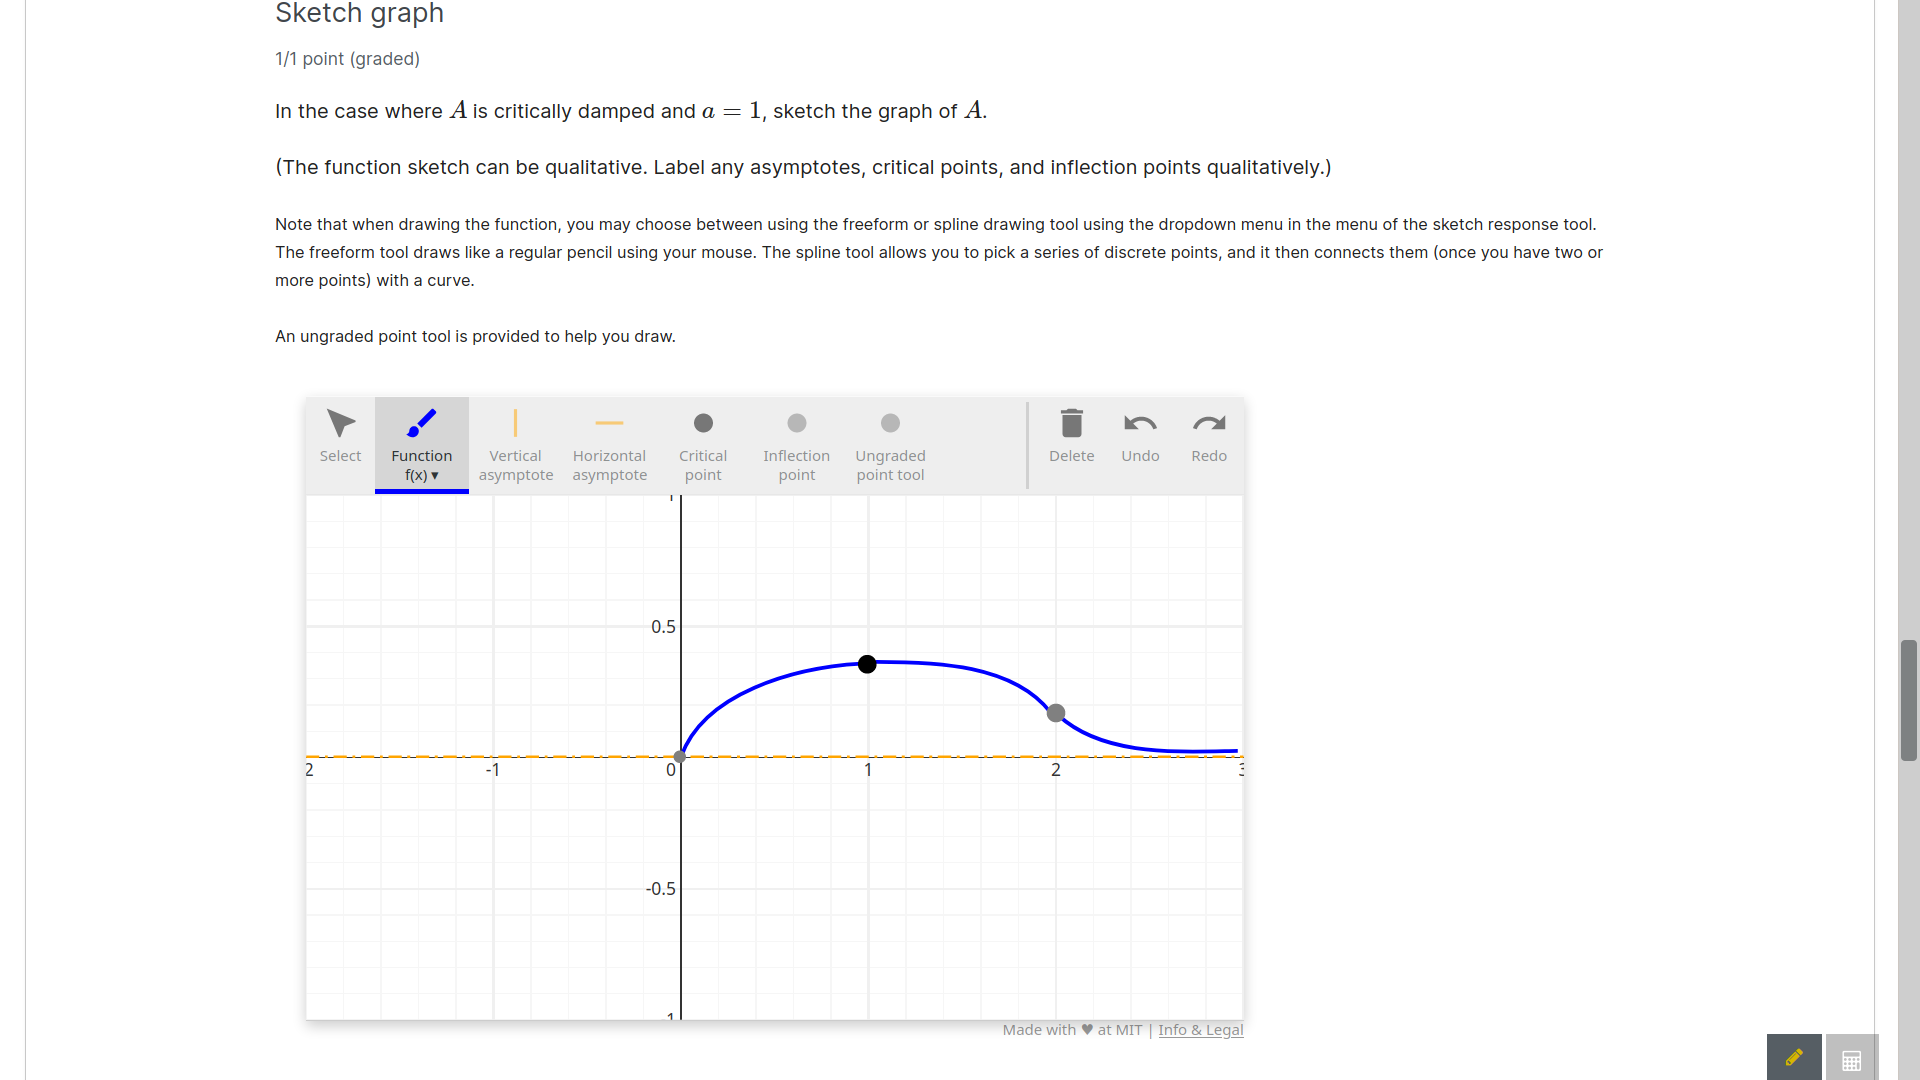 Sketch graph
1/1 point (graded)
In the case where A is critically damped and a = 1, sketch the graph of A.
(The function sketch can be qualitative. Label any asymptotes, critical points, and inflection points qualitatively.)
Note that when drawing the function, you may choose between using the freeform or spline drawing tool using the dropdown menu in the menu of the sketch response tool.
The freeform tool draws like a regular pencil using your mouse. The spline tool allows you to pick a series of discrete points, and it then connects them (once you have two or
more points) with a curve.
An ungraded point tool is provided to help you draw.
Select
Function
f(x) ▾
Vertical
asymptote
Horizontal
asymptote
Critical
point
Inflection
point
Ungraded
point tool
Delete
Undo
Redo
1
0.5
2 -1 0 1 2 3
-0.5
-1
Made with ♥ at MIT | Info & Legal